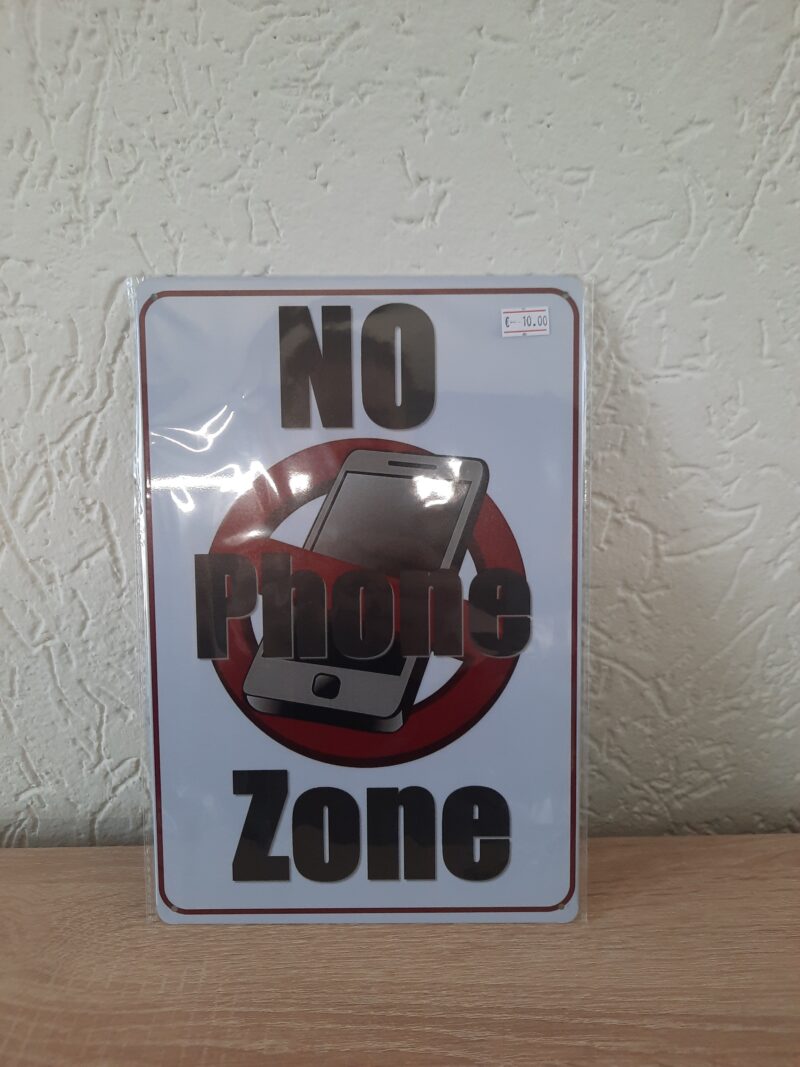 NO
€-- 10.00
Phone
Zone